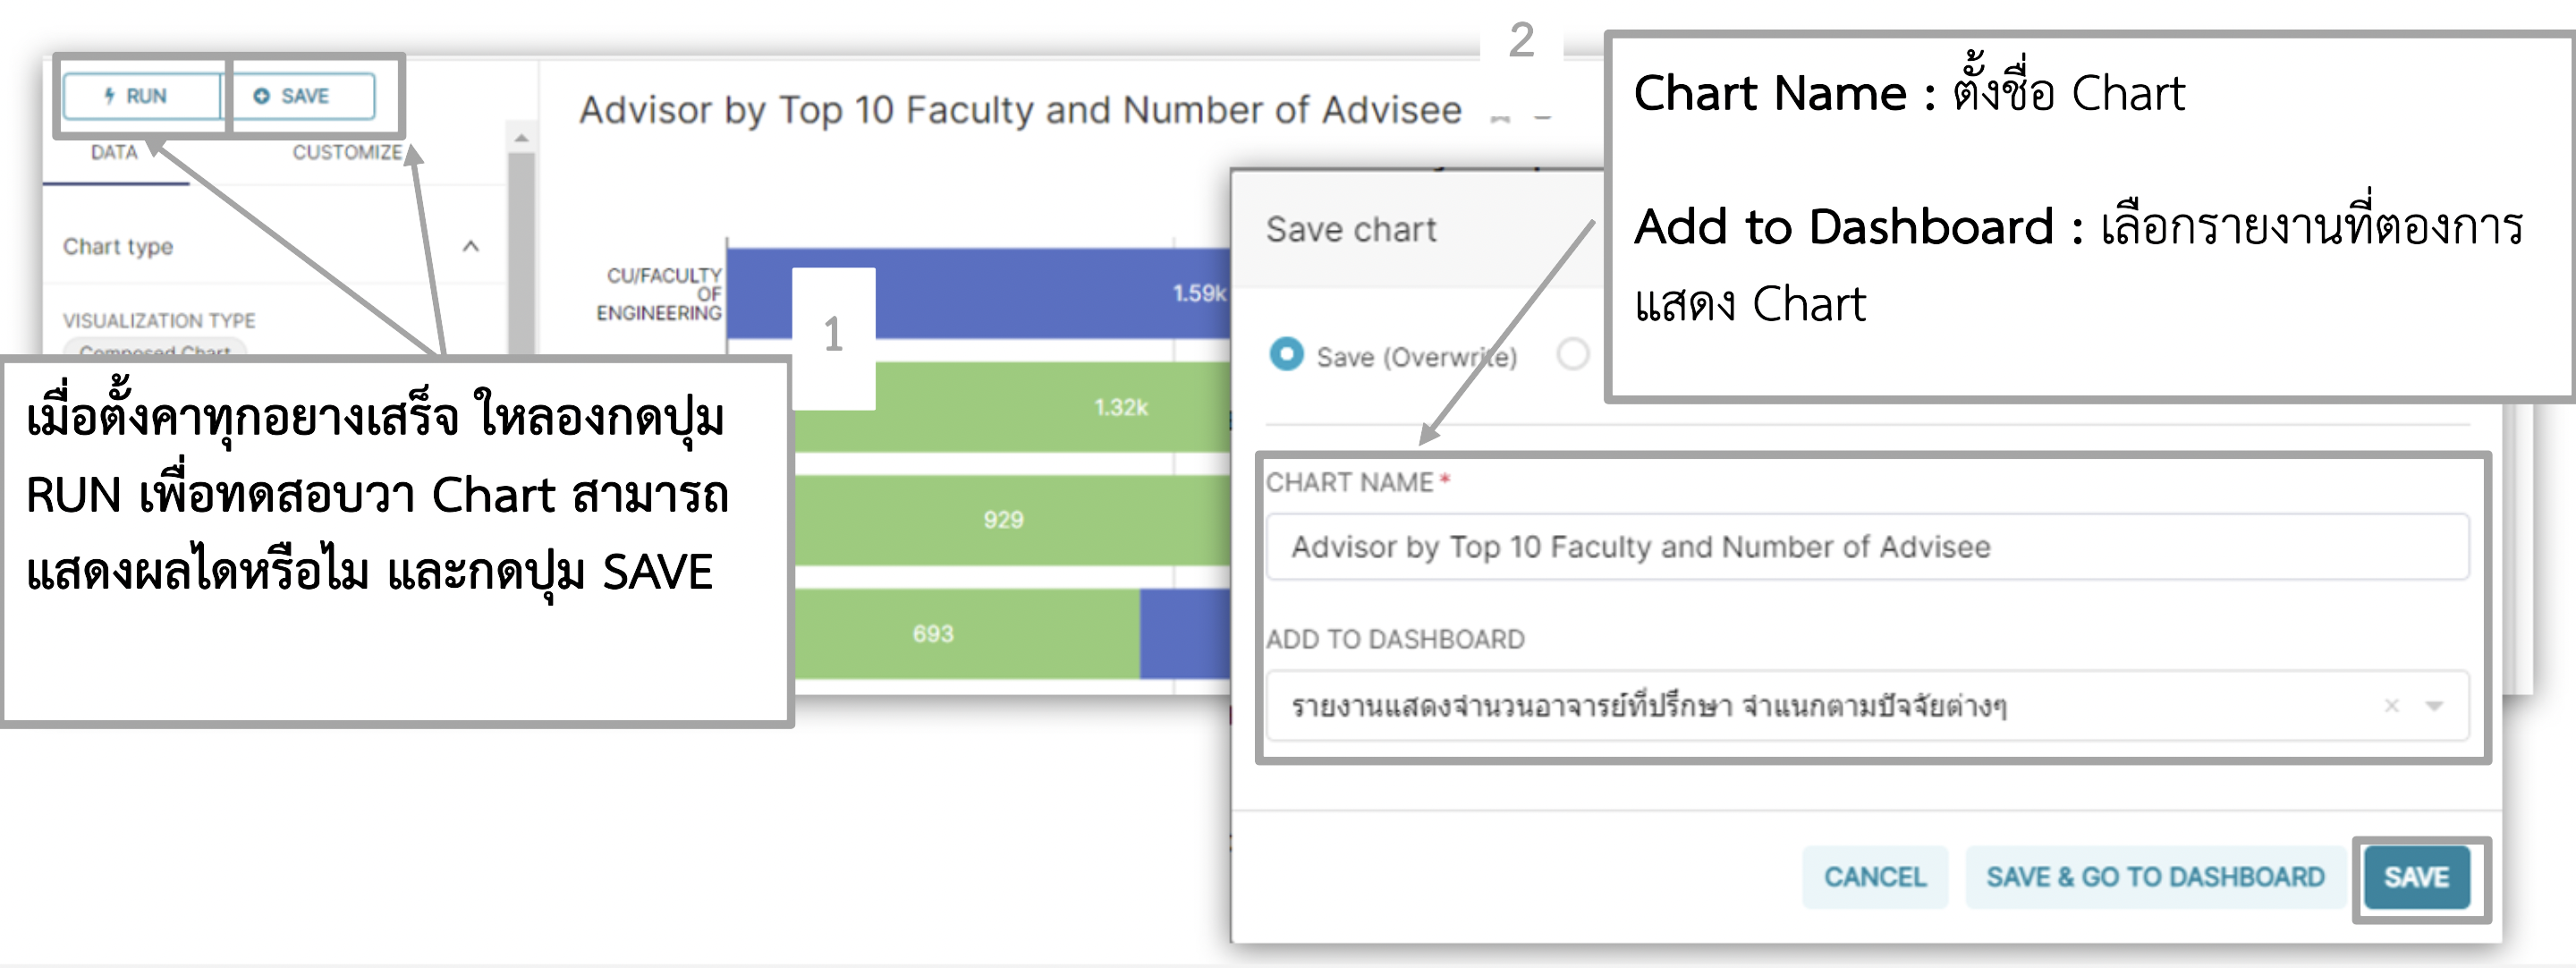 2
RUN
SAVE
DATA
CUSTOMIZE
Chart type
VISUALIZATION TYPE
Composed Chart
Advisor by Top 10 Faculty and Number of Advisee
CU/FACULTY
OF
ENGINEERING
1.59k
1
1.32k
929
693
เมื่อตั้งคาทุกอยางเสร็จ ใหลองกดปุม
RUN เพื่อทดสอบวา Chart สามารถ
แสดงผลไดหรือไม และกดปุม SAVE
Chart Name : ตั้งชื่อ Chart
Add to Dashboard : เลือกรายงานที่ตองการ
แสดง Chart
Save chart
Save (Overwrite)
CHART NAME *
Advisor by Top 10 Faculty and Number of Advisee
ADD TO DASHBOARD
รายงานแสดงจำนวนอาจารย์ที่ปรึกษา จำแนกตามปัจจัยต่างๆ
CANCEL
SAVE & GO TO DASHBOARD
SAVE